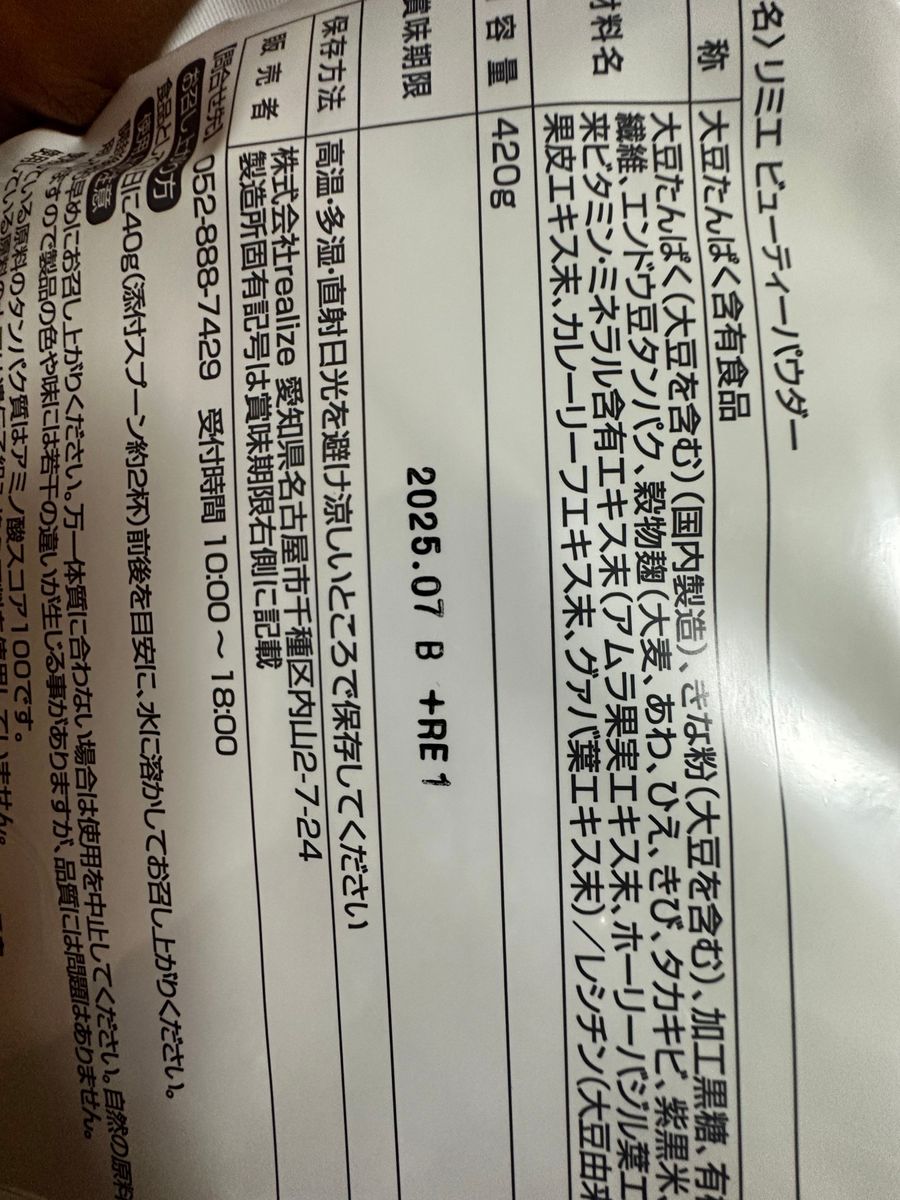 名〉リミエ ビューティーパウダー
称 大豆たんぱく含有食品
材料名 大豆たんぱく(大豆を含む)(国内製造)、きな粉(大豆を含む)、加工黒糖、有
繊維、エンドウ豆タンパク、穀物麹(大麦、あわ、ひえ、きび、タカキビ、紫黒米、
来ビタミン・ミネラル含有エキス末(アムラ果実エキス末、ホーリーバジル葉エ
果皮エキス末、カレーリーフエキス末、グァバ葉エキス末)/レシチン(大豆由来
容量 420g
賞味期限 2025.07 B +RE1
保存方法 高温・多湿・直射日光を避け涼しいところで保存してください
販売者 株式会社realize 愛知県名古屋市千種区内山2-7-24
製造所固有記号は賞味期限右側に記載
【問合せ先】 052-888-7429 受付時間 10:00～18:00
お召し上がり方
食品として1日に40g(添付スプーン約2杯)前後を目安に、水に溶かしてお召し上がりください。
早めにお召し上がりください。万一体質に合わない場合は使用を中止してください。自然の原料
すので製品の色や味には若干の違いが生じる事がありますが、品質には問題はありません。
ている原料のタンパク質はアミノ酸スコア100です。